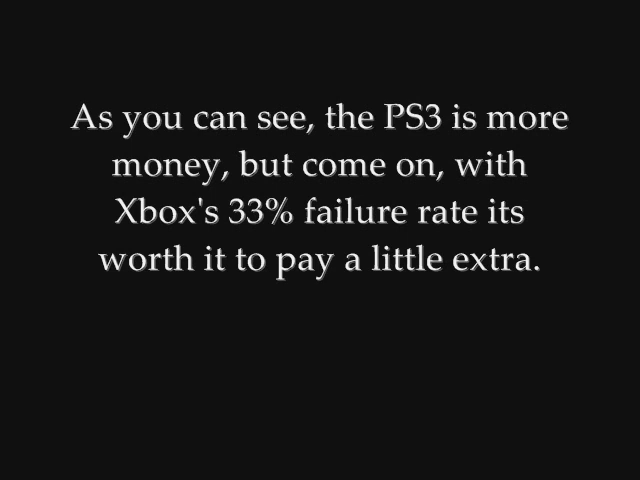 As you can see, the PS3 is more
money, but come on, with
Xbox's 33% failure rate its
worth it to pay a little extra.